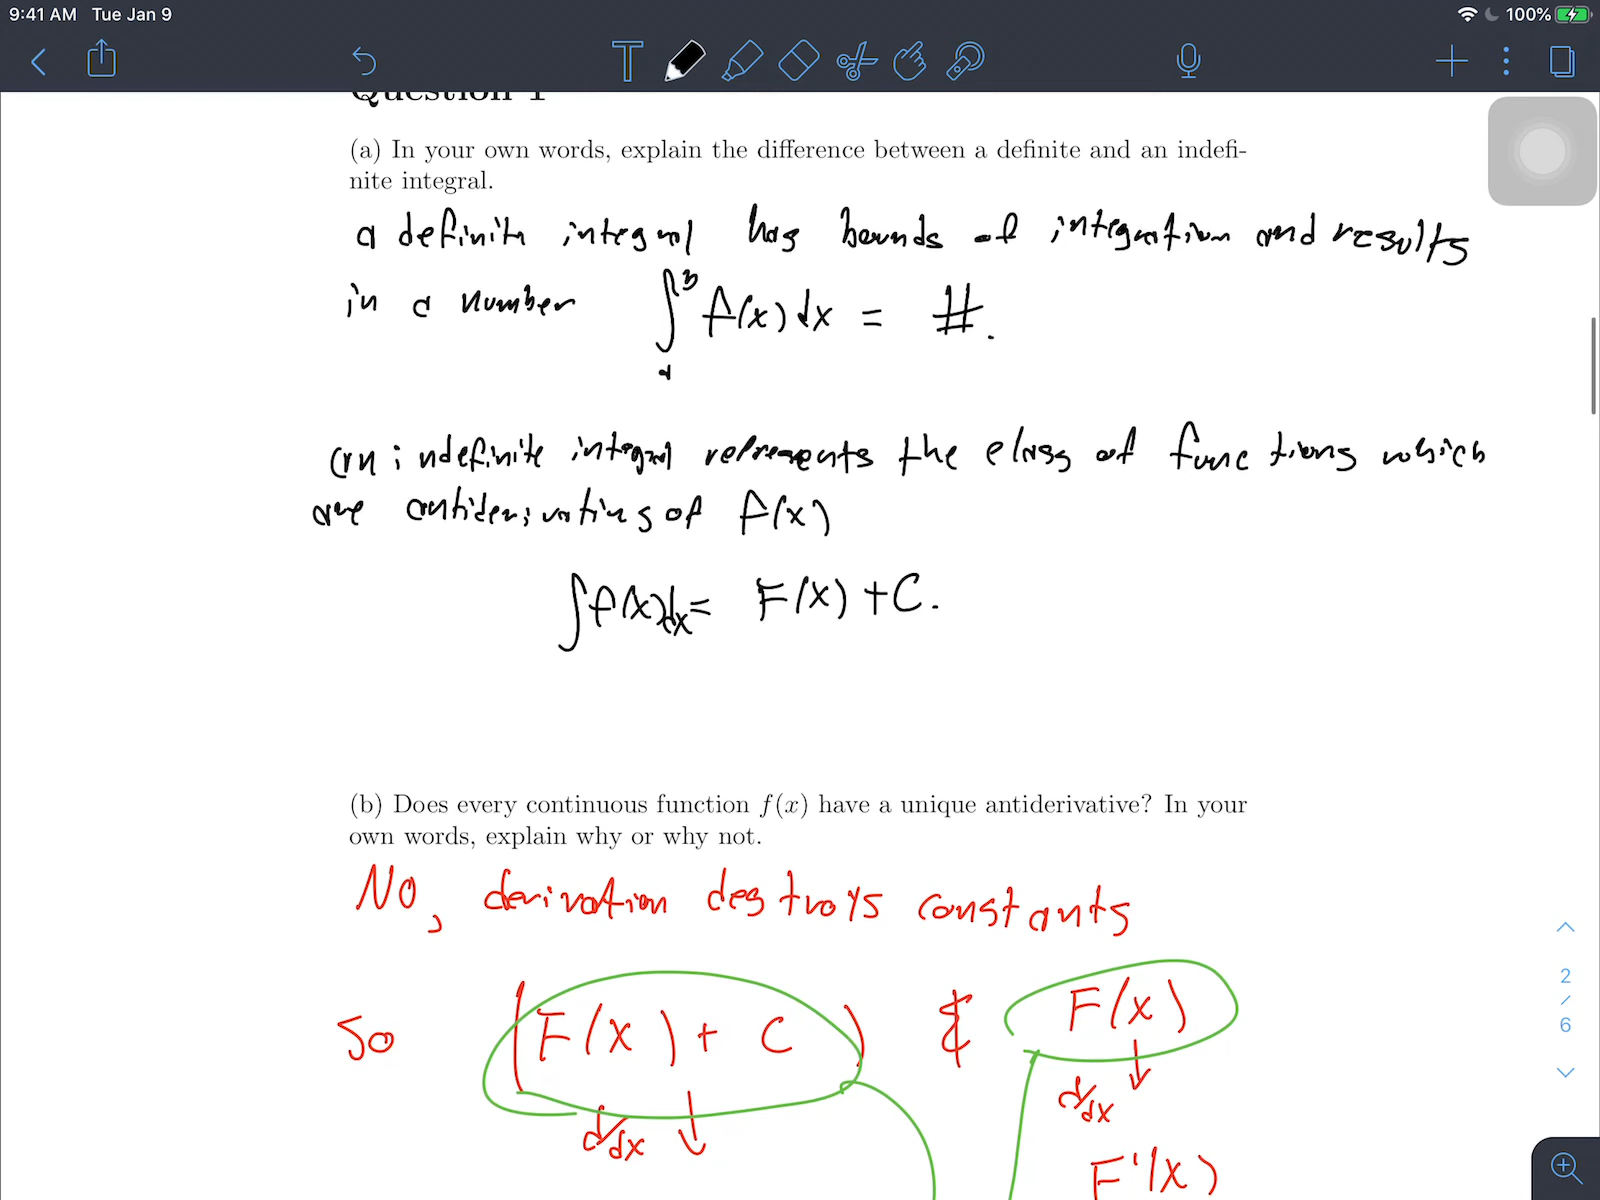 9:41 AM Tue Jan 9
100%
Question 1
(a) In your own words, explain the difference between a definite and an indefi-
nite integral.
a definite integral has bounds of integration and results
in a number ∫ₐᵇ f(x) dx = #.
an indefinite integral represents the class of functions which
are antiderivatives of f(x)
∫f(x)dx = F(x) + C.
(b) Does every continuous function f(x) have a unique antiderivative? In your
own words, explain why or why not.
No, derivation destroys constants
So (F(x) + C) & F(x)
d/dx ↓ d/dx ↓
F'(x)
2
/
6